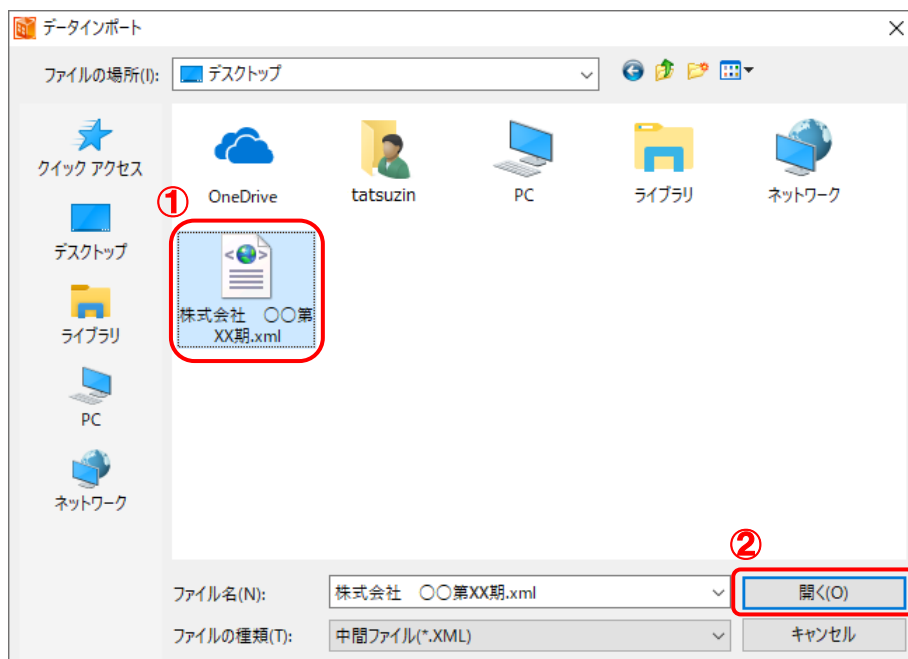 データインポート
ファイルの場所(I):
デスクトップ
クイック アクセス
デスクトップ
ライブラリ
PC
ネットワーク
OneDrive
tatsuzin
PC
ライブラリ
ネットワーク
①
株式会社　○○第
XX期.xml
②
ファイル名(N):
株式会社　○○第XX期.xml
開く(O)
ファイルの種類(T):
中間ファイル(*.XML)
キャンセル